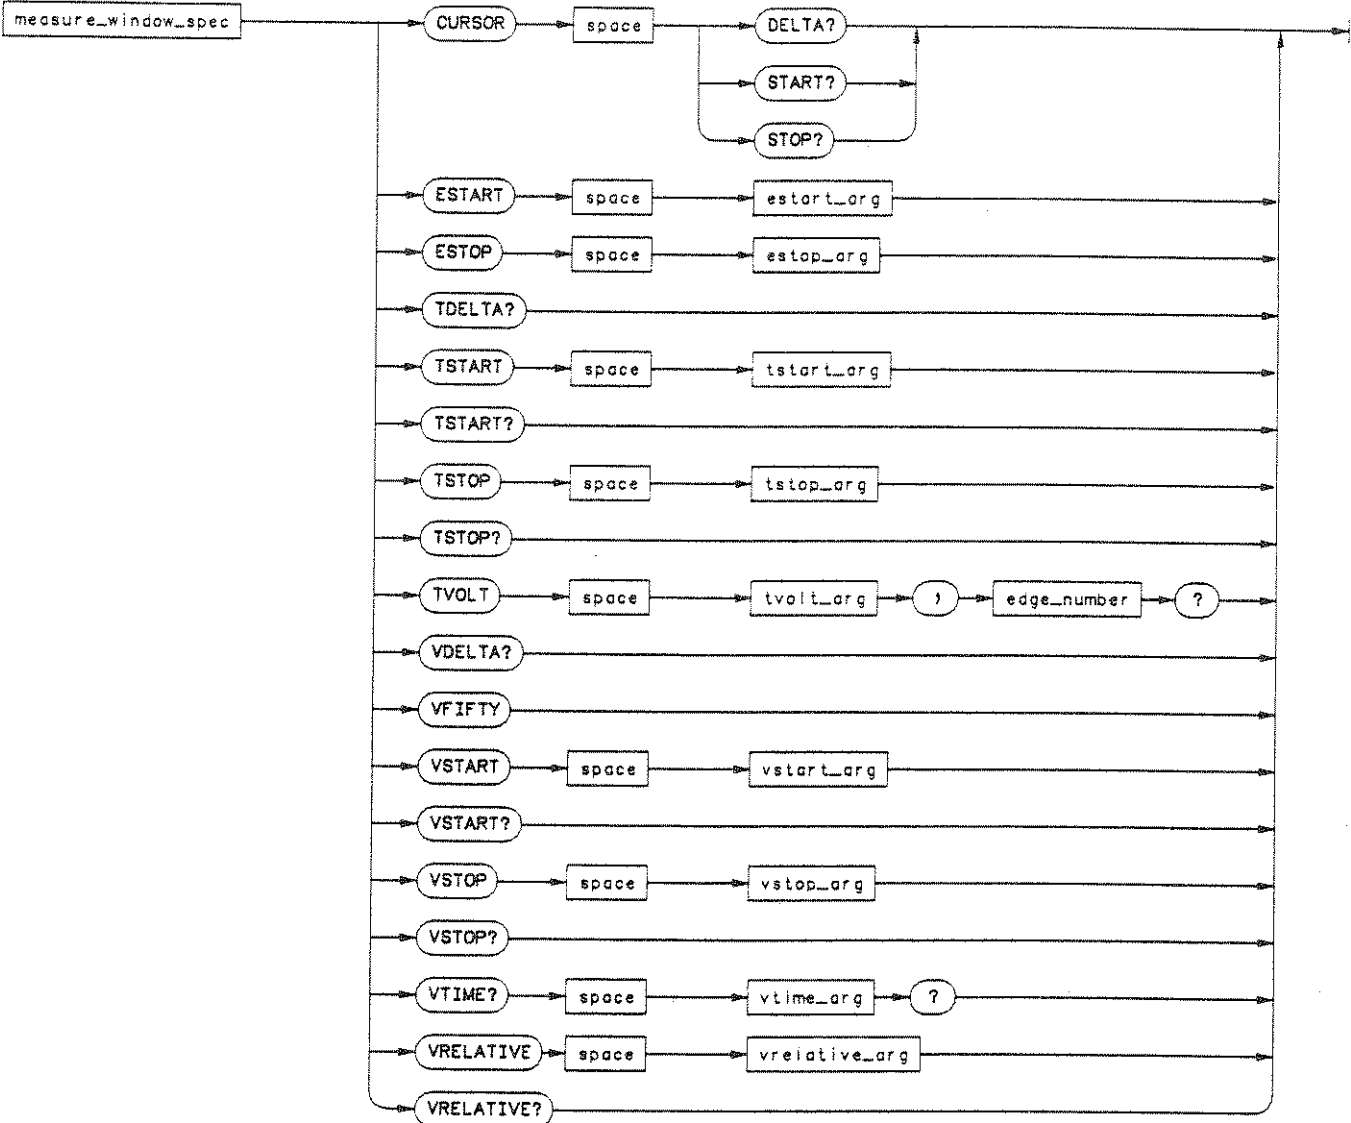 measure_window_spec CURSOR space DELTA?
START?
STOP?
ESTART space estart_arg
ESTOP space estop_arg
TDELTA?
TSTART space tstart_arg
TSTART?
TSTOP space tstop_arg
TSTOP?
TVOLT space tvolt_arg , edge_number ?
VDELTA?
VFIFTY
VSTART space vstart_arg
VSTART?
VSTOP space vstop_arg
VSTOP?
VTIME? space vtime_arg ?
VRELATIVE space vrelative_arg
VRELATIVE?